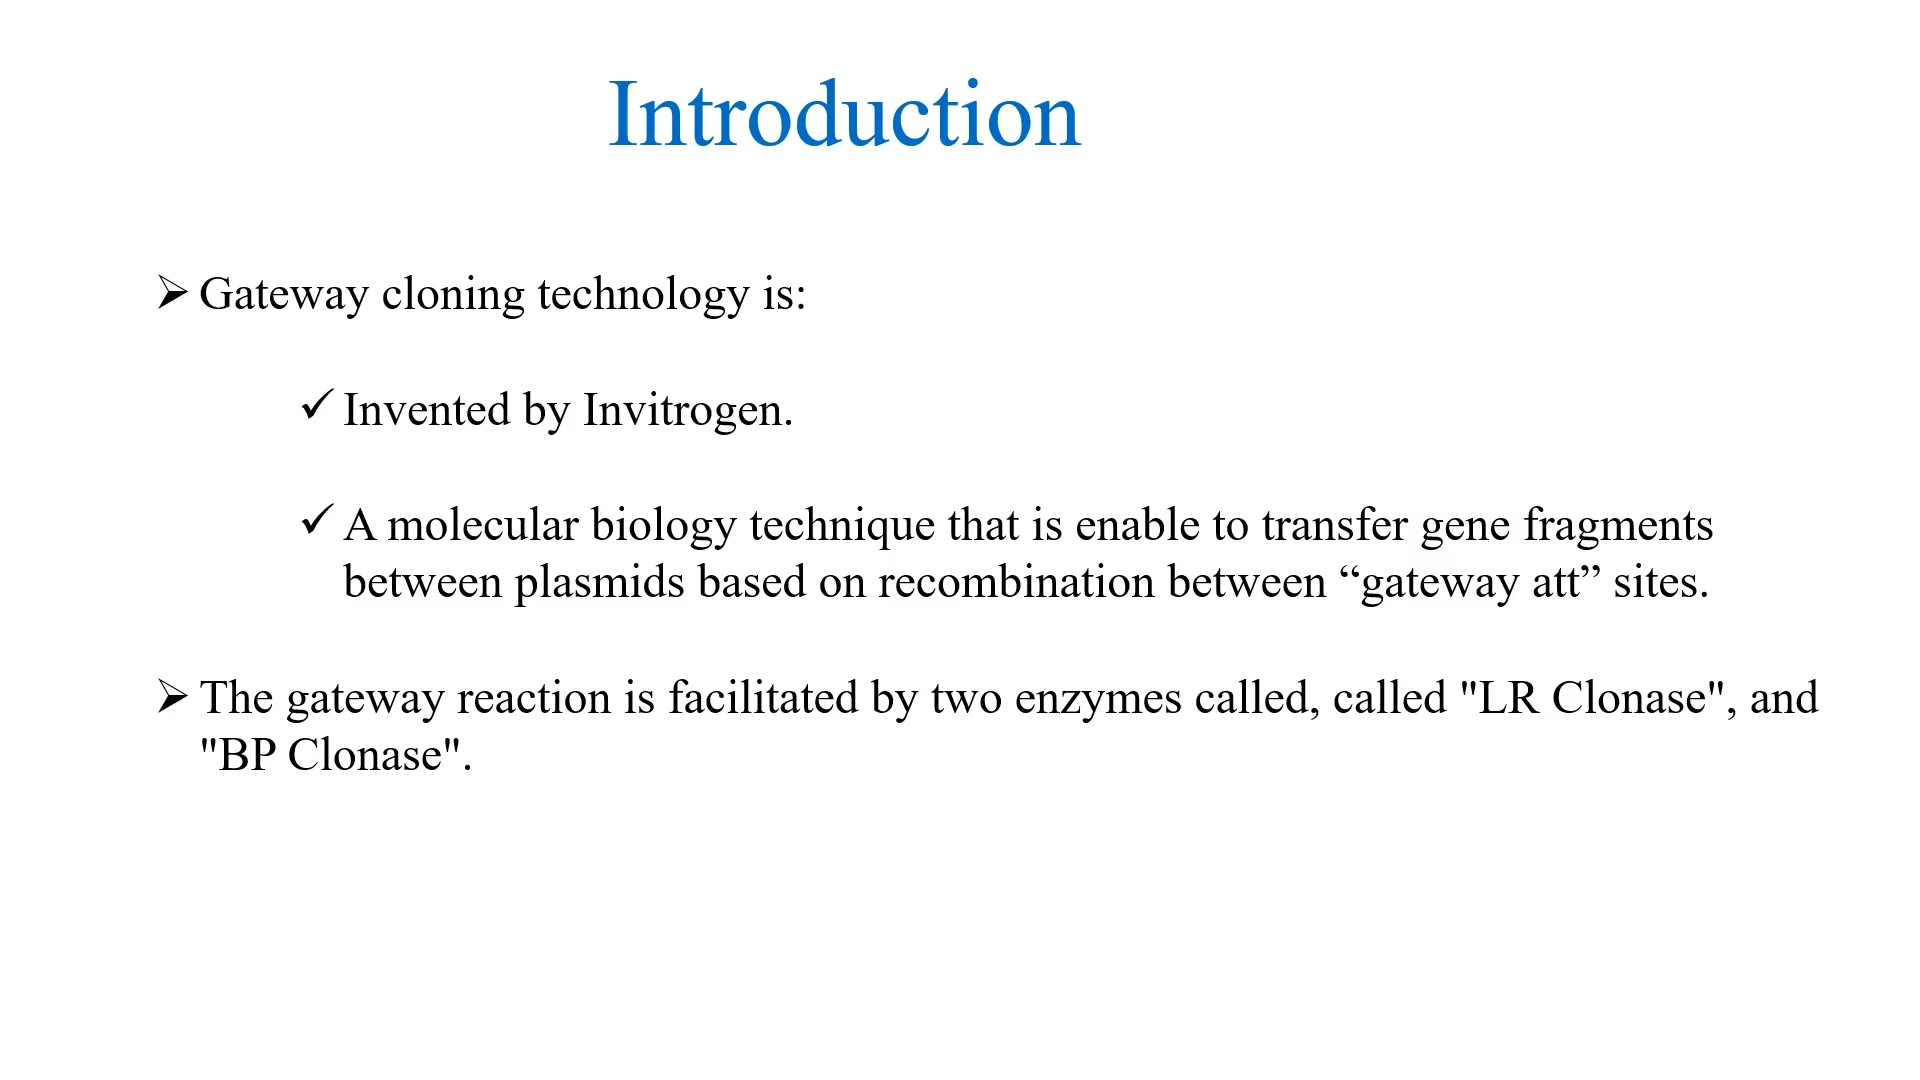 Introduction
➢ Gateway cloning technology is:
✓ Invented by Invitrogen.
✓ A molecular biology technique that is enable to transfer gene fragments
between plasmids based on recombination between “gateway att” sites.
➢ The gateway reaction is facilitated by two enzymes called, called "LR Clonase", and
"BP Clonase".